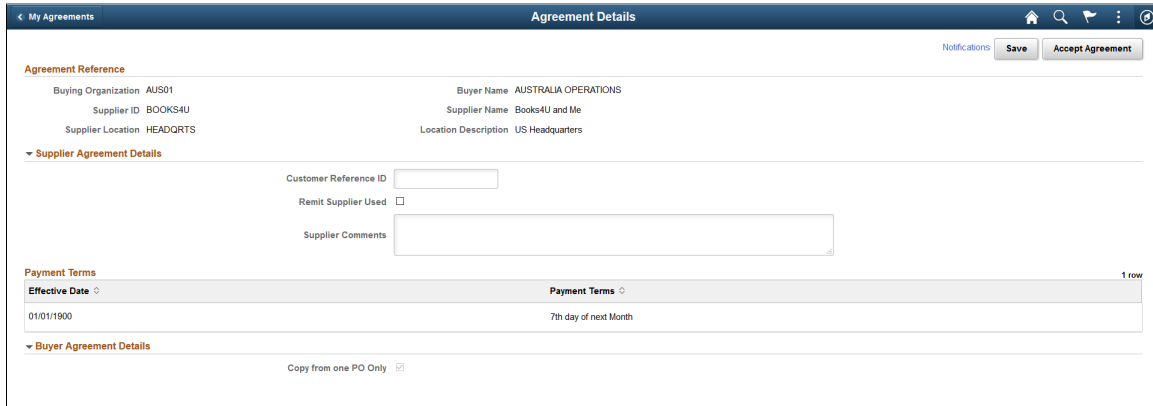 My Agreements
Agreement Details
Notifications Save Accept Agreement
Agreement Reference
Buying Organization AUS01 Buyer Name AUSTRALIA OPERATIONS
Supplier ID BOOKS4U Supplier Name Books4U and Me
Supplier Location HEADQRTS Location Description US Headquarters
Supplier Agreement Details
Customer Reference ID
Remit Supplier Used
Supplier Comments
Payment Terms 1 row
Effective Date Payment Terms
01/01/1900 7th day of next Month
Buyer Agreement Details
Copy from one PO Only